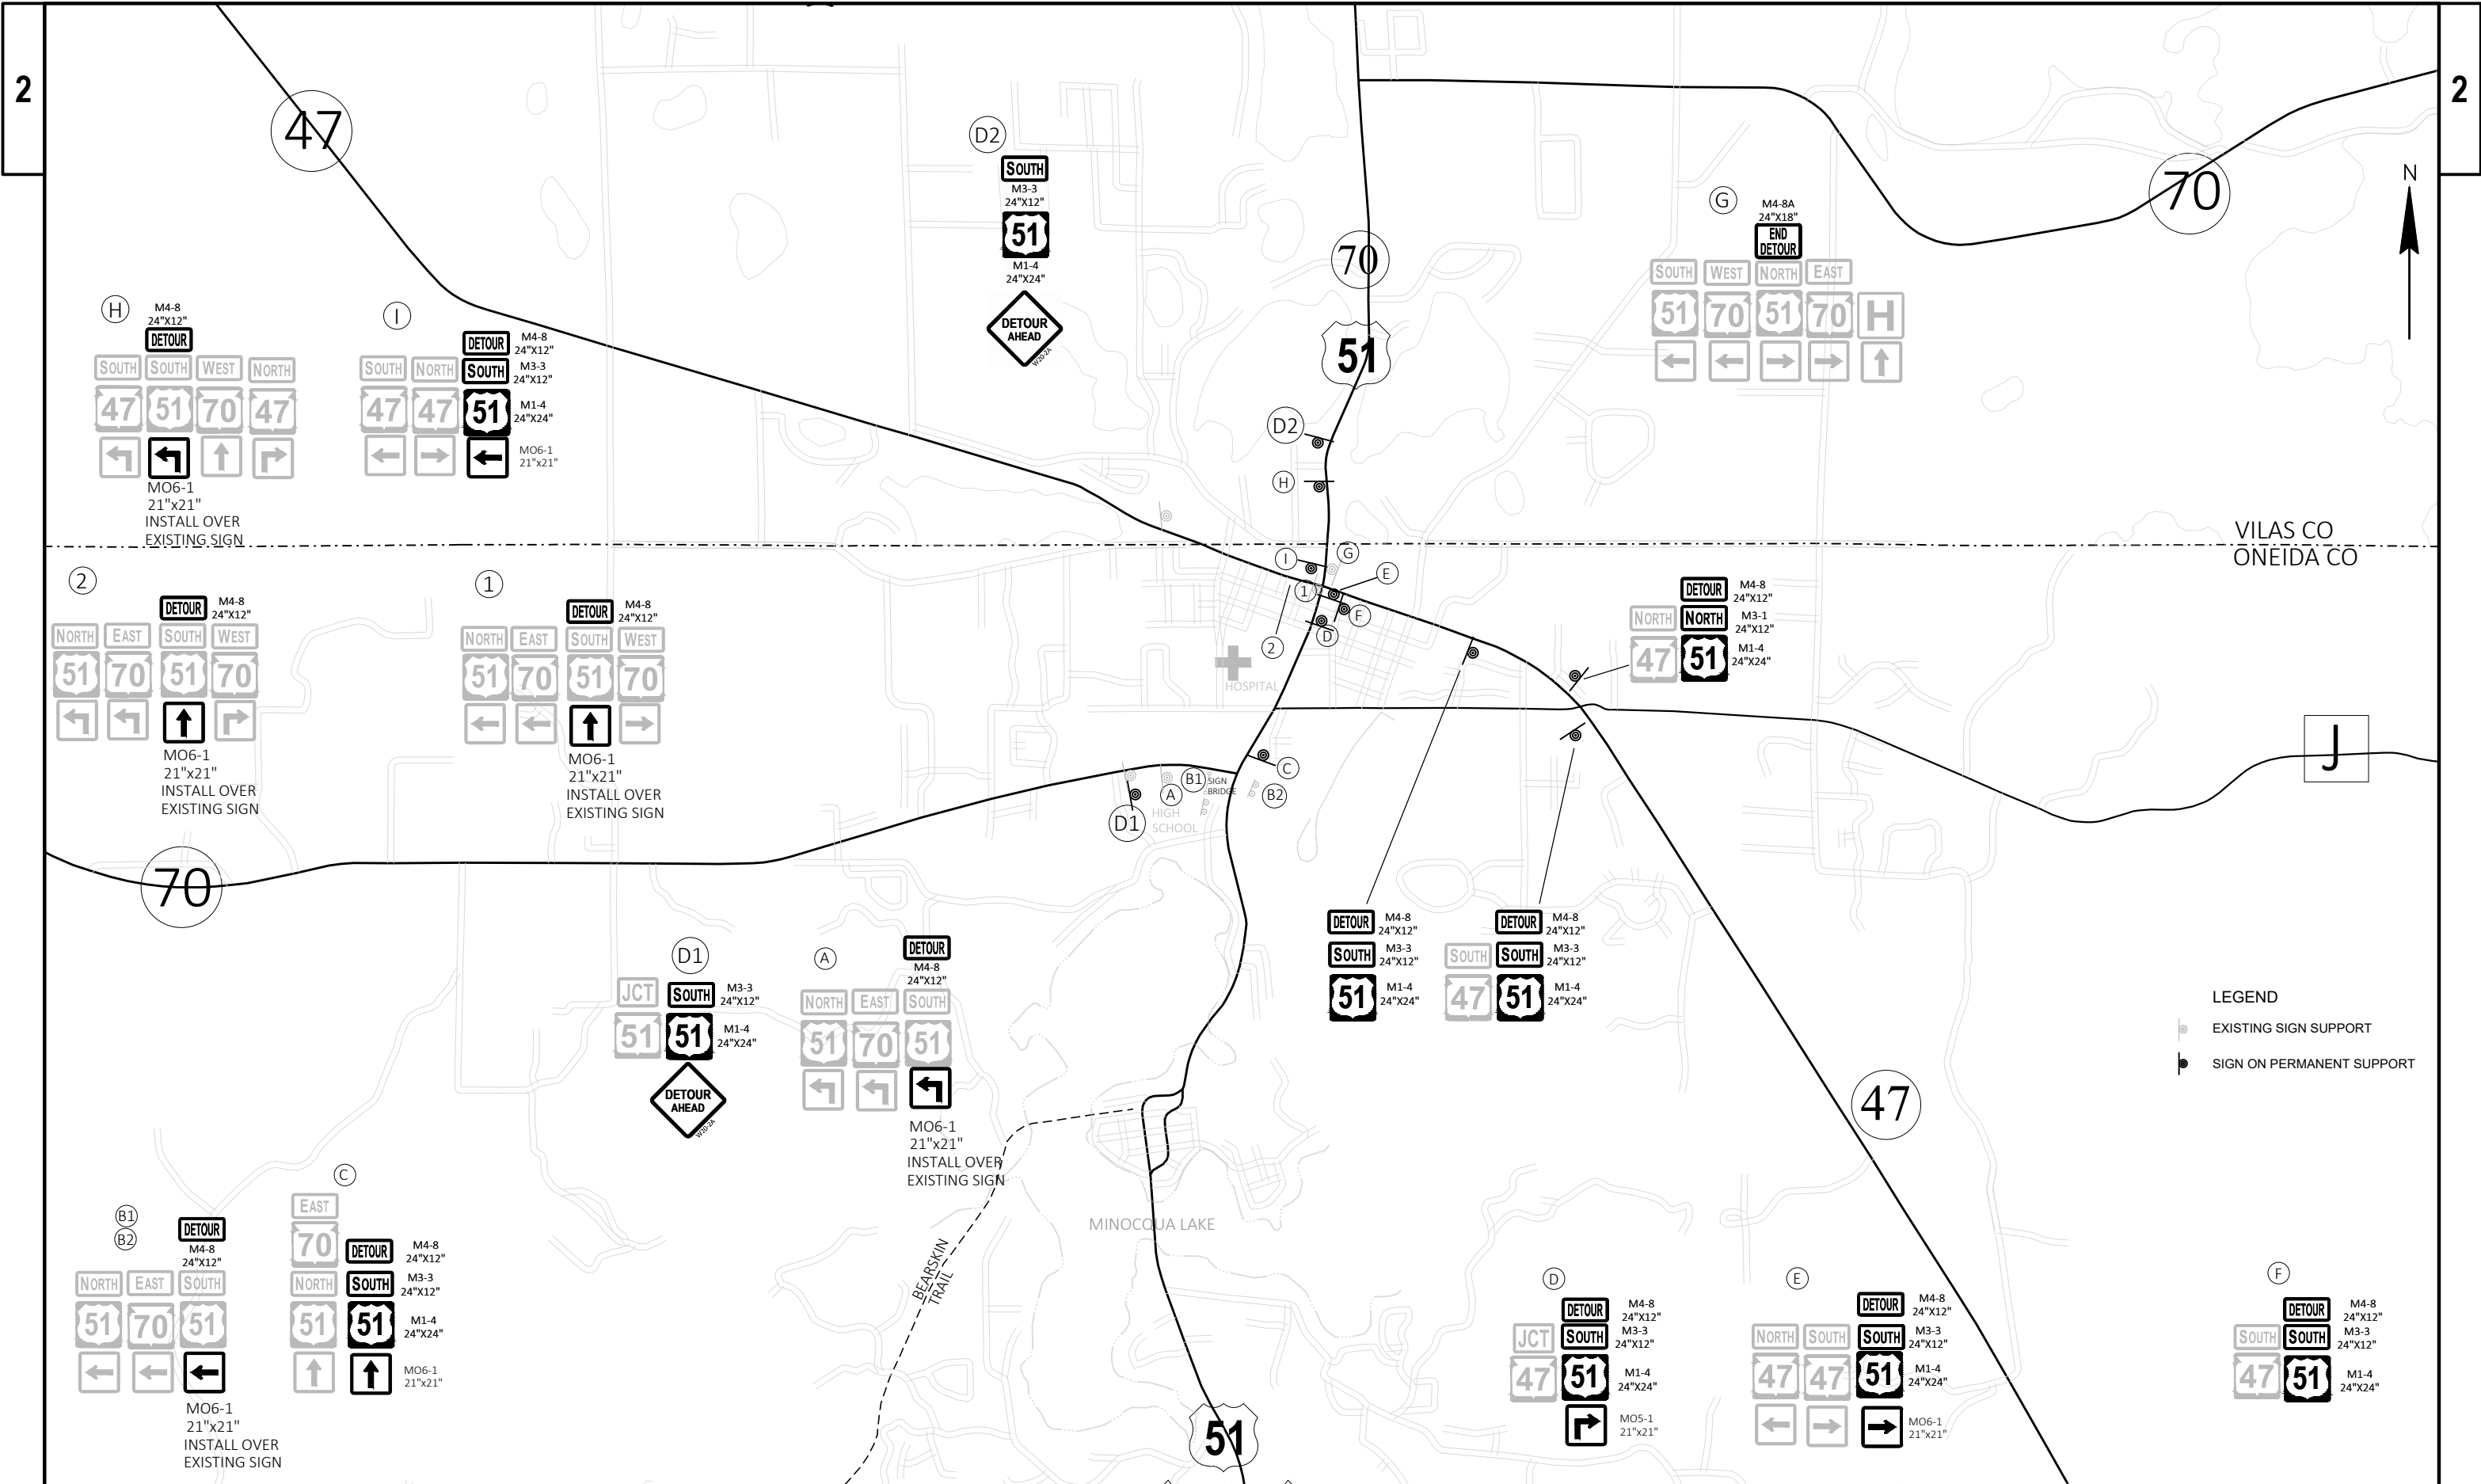 2
2
47
70
N
D2
SOUTH
M3-3
24"X12"
51
M1-4
24"X24"
DETOUR
AHEAD
W20-2A
70
51
G
M4-8A
24"X18"
END
DETOUR
SOUTH WEST NORTH EAST
51 70 51 70 H
H
M4-8
24"X12"
DETOUR
SOUTH SOUTH WEST NORTH
47 51 70 47
MO6-1
21"x21"
INSTALL OVER
EXISTING SIGN
I
DETOUR M4-8
24"X12"
SOUTH NORTH SOUTH M3-3
24"X12"
47 47 51 M1-4
24"X24"
MO6-1
21"x21"
D2
H
VILAS CO
ONEIDA CO
I
G
E
1
F
D
2
HOSPITAL
2
DETOUR M4-8
24"X12"
NORTH EAST SOUTH WEST
51 70 51 70
MO6-1
21"x21"
INSTALL OVER
EXISTING SIGN
1
DETOUR M4-8
24"X12"
NORTH EAST SOUTH WEST
51 70 51 70
MO6-1
21"x21"
INSTALL OVER
EXISTING SIGN
DETOUR M4-8
24"X12"
NORTH NORTH M3-1
24"X12"
47 51 M1-4
24"X24"
J
C
B1 SIGN
BRIDGE
A
B2
D1
HIGH
SCHOOL
70
DETOUR M4-8
24"X12"
SOUTH M3-3
24"X12"
51 M1-4
24"X24"
DETOUR M4-8
24"X12"
SOUTH SOUTH M3-3
24"X12"
47 51 M1-4
24"X24"
D1
JCT SOUTH M3-3
24"X12"
51 51 M1-4
24"X24"
DETOUR
AHEAD
W20-2A
A
DETOUR
M4-8
24"X12"
NORTH EAST SOUTH
51 70 51
MO6-1
21"x21"
INSTALL OVER
EXISTING SIGN
LEGEND
EXISTING SIGN SUPPORT
SIGN ON PERMANENT SUPPORT
47
MINOCQUA LAKE
BEARSKIN
TRAIL
B1
B2
DETOUR
M4-8
24"X12"
NORTH EAST SOUTH
51 70 51
MO6-1
21"x21"
INSTALL OVER
EXISTING SIGN
C
EAST
70 DETOUR M4-8
24"X12"
NORTH SOUTH M3-3
24"X12"
51 51 M1-4
24"X24"
MO6-1
21"x21"
51
D
DETOUR M4-8
24"X12"
JCT SOUTH M3-3
24"X12"
47 51 M1-4
24"X24"
MO5-1
21"x21"
E
DETOUR M4-8
24"X12"
NORTH SOUTH SOUTH M3-3
24"X12"
47 47 51 M1-4
24"X24"
MO6-1
21"x21"
F
DETOUR M4-8
24"X12"
SOUTH SOUTH M3-3
24"X12"
47 51 M1-4
24"X24"